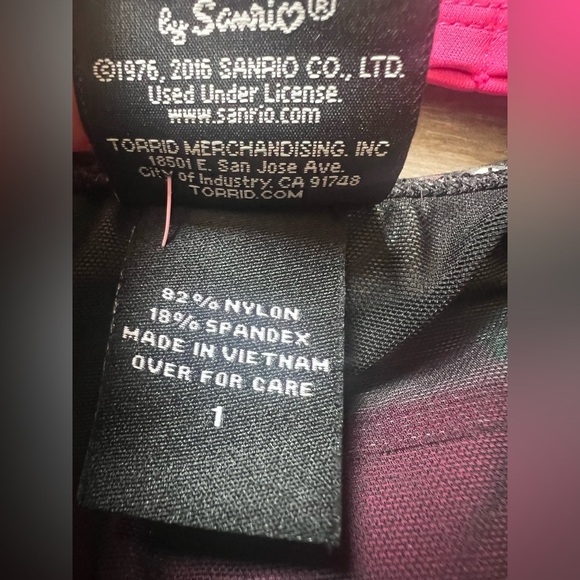 by Sanrio®
©1976, 2016 SANRIO CO., LTD.
Used Under License.
www.sanrio.com
TORRID MERCHANDISING, INC
18501 E. San Jose Ave.
City of Industry, CA 91748
TORRID.COM
82% NYLON
18% SPANDEX
MADE IN VIETNAM
OVER FOR CARE
1